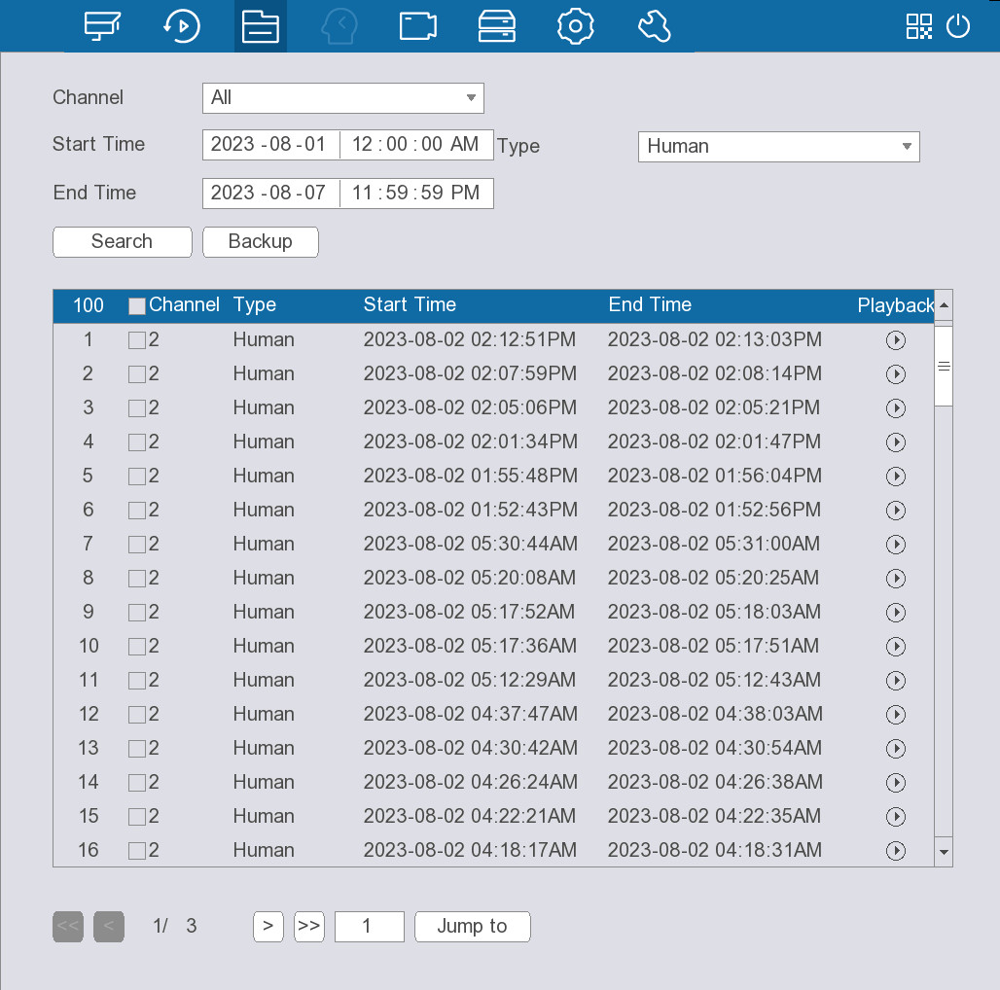 Channel All
Start Time 2023 -08 -01 12 : 00 : 00 AM Type Human
End Time 2023 -08 -07 11 : 59 : 59 PM
Search Backup
100 Channel Type Start Time End Time Playback
1 2 Human 2023-08-02 02:12:51PM 2023-08-02 02:13:03PM
2 2 Human 2023-08-02 02:07:59PM 2023-08-02 02:08:14PM
3 2 Human 2023-08-02 02:05:06PM 2023-08-02 02:05:21PM
4 2 Human 2023-08-02 02:01:34PM 2023-08-02 02:01:47PM
5 2 Human 2023-08-02 01:55:48PM 2023-08-02 01:56:04PM
6 2 Human 2023-08-02 01:52:43PM 2023-08-02 01:52:56PM
7 2 Human 2023-08-02 05:30:44AM 2023-08-02 05:31:00AM
8 2 Human 2023-08-02 05:20:08AM 2023-08-02 05:20:25AM
9 2 Human 2023-08-02 05:17:52AM 2023-08-02 05:18:03AM
10 2 Human 2023-08-02 05:17:36AM 2023-08-02 05:17:51AM
11 2 Human 2023-08-02 05:12:29AM 2023-08-02 05:12:43AM
12 2 Human 2023-08-02 04:37:47AM 2023-08-02 04:38:03AM
13 2 Human 2023-08-02 04:30:42AM 2023-08-02 04:30:54AM
14 2 Human 2023-08-02 04:26:24AM 2023-08-02 04:26:38AM
15 2 Human 2023-08-02 04:22:21AM 2023-08-02 04:22:35AM
16 2 Human 2023-08-02 04:18:17AM 2023-08-02 04:18:31AM
<< < 1/ 3 > >> 1 Jump to